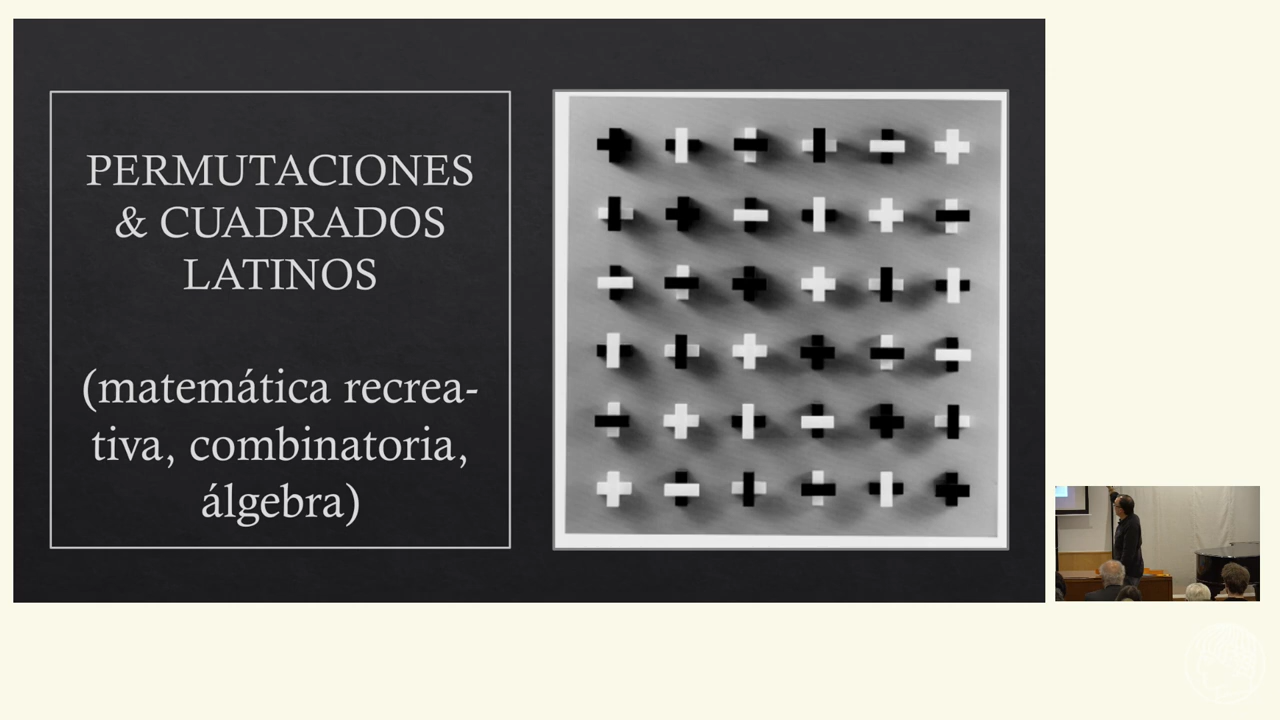 PERMUTACIONES
& CUADRADOS
LATINOS
(matemática recrea-
tiva, combinatoria,
álgebra)